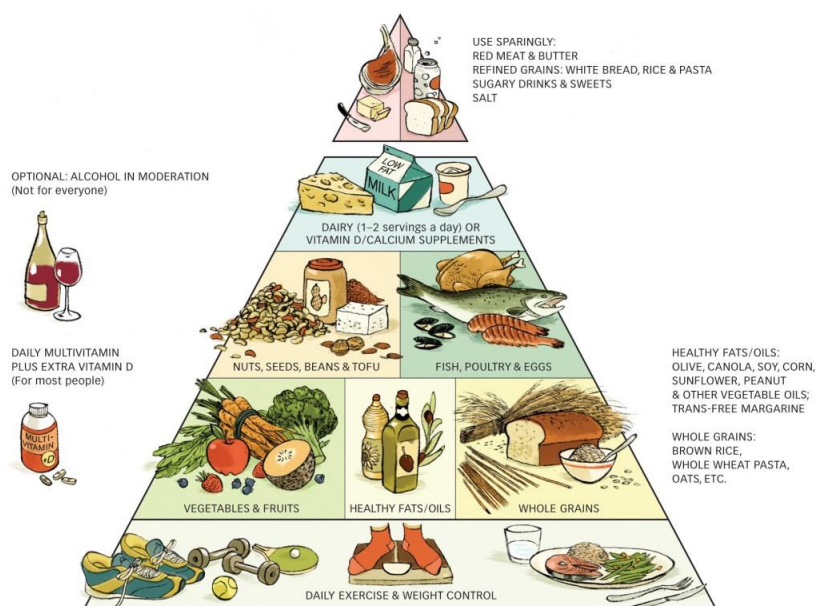 USE SPARINGLY:
RED MEAT & BUTTER
REFINED GRAINS: WHITE BREAD, RICE & PASTA
SUGARY DRINKS & SWEETS
SALT
OPTIONAL: ALCOHOL IN MODERATION
(Not for everyone)
LOW
FAT
MILK
DAIRY (1–2 servings a day) OR
VITAMIN D/CALCIUM SUPPLEMENTS
DAILY MULTIVITAMIN
PLUS EXTRA VITAMIN D
(For most people)
MULTI-
VITAMIN
+D
NUTS, SEEDS, BEANS & TOFU
FISH, POULTRY & EGGS
HEALTHY FATS/OILS:
OLIVE, CANOLA, SOY, CORN,
SUNFLOWER, PEANUT
& OTHER VEGETABLE OILS;
TRANS-FREE MARGARINE
WHOLE GRAINS:
BROWN RICE,
WHOLE WHEAT PASTA,
OATS, ETC.
VEGETABLES & FRUITS
HEALTHY FATS/OILS
WHOLE GRAINS
DAILY EXERCISE & WEIGHT CONTROL